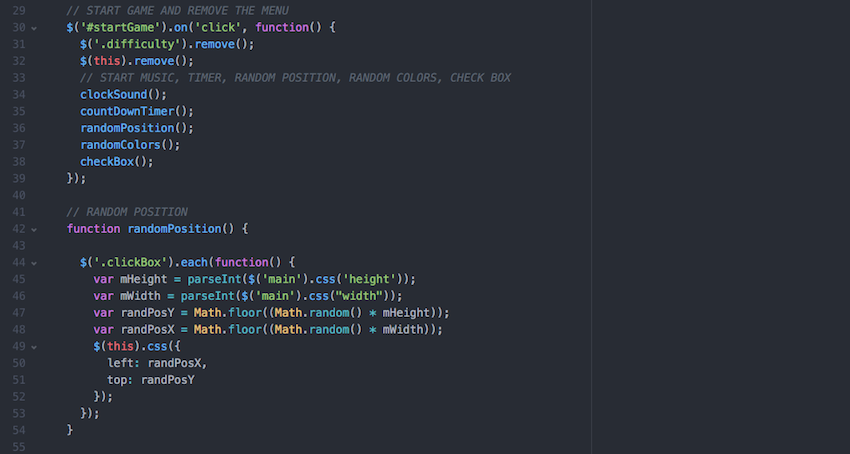 29 // START GAME AND REMOVE THE MENU
30 $('#startGame').on('click', function() {
31 $('.difficulty').remove();
32 $(this).remove();
33 // START MUSIC, TIMER, RANDOM POSITION, RANDOM COLORS, CHECK BOX
34 clockSound();
35 countDownTimer();
36 randomPosition();
37 randomColors();
38 checkBox();
39 });
40
41 // RANDOM POSITION
42 function randomPosition() {
43
44 $('.clickBox').each(function() {
45 var mHeight = parseInt($('main').css('height'));
46 var mWidth = parseInt($('main').css("width"));
47 var randPosY = Math.floor((Math.random() * mHeight));
48 var randPosX = Math.floor((Math.random() * mWidth));
49 $(this).css({
50 left: randPosX,
51 top: randPosY
52 });
53 });
54 }
55